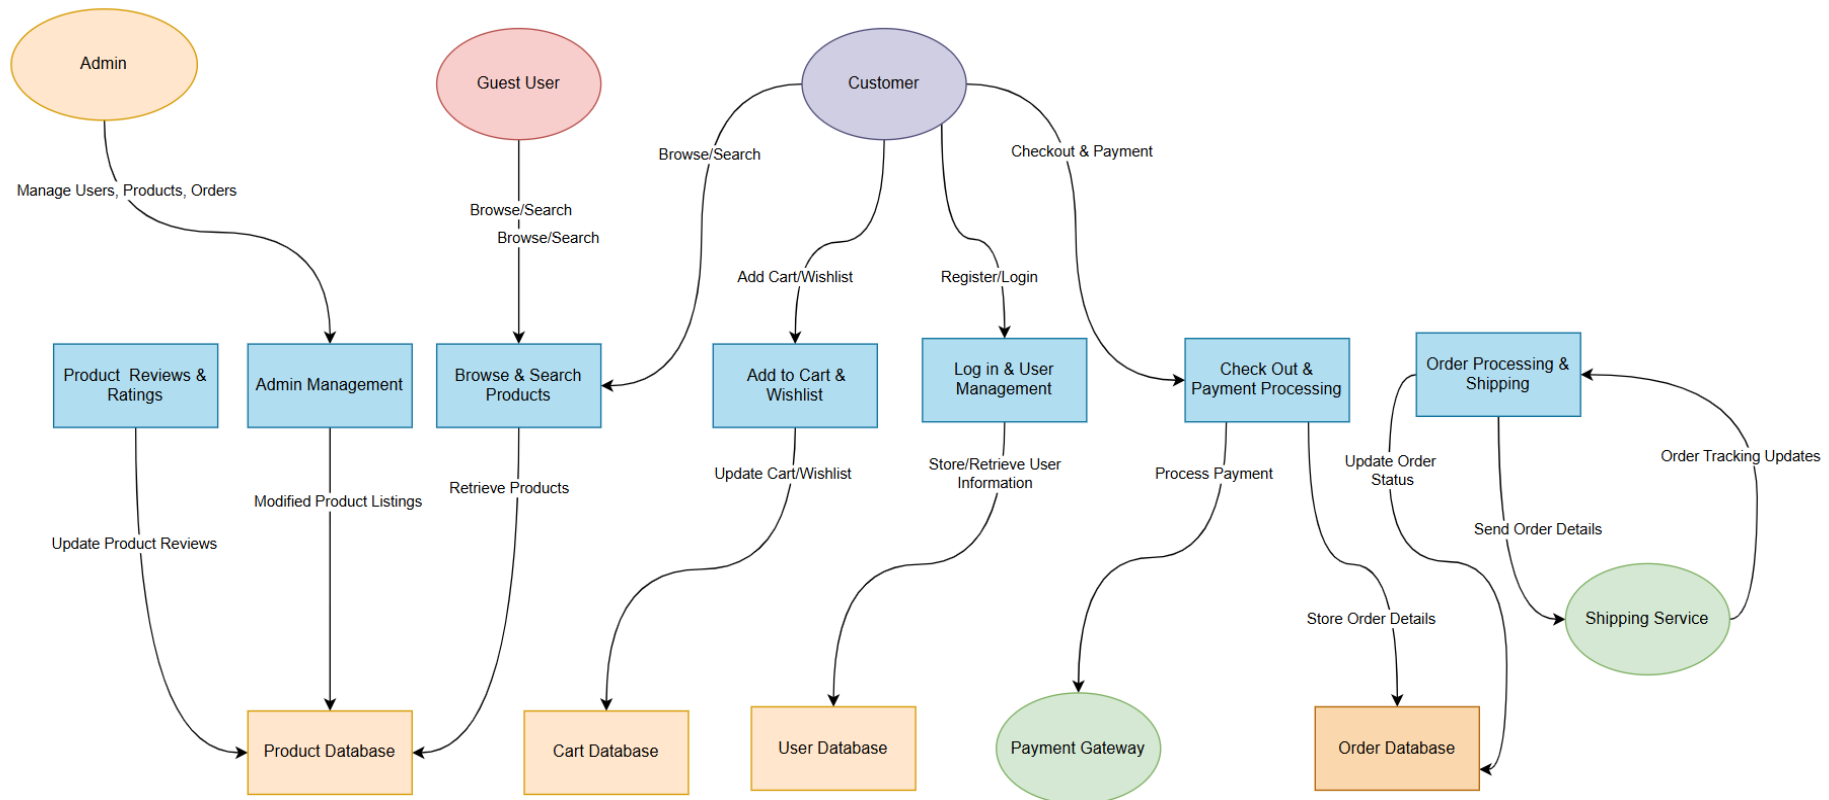 Admin
Guest User
Customer
Browse/Search
Checkout & Payment
Manage Users, Products, Orders
Browse/Search
Browse/Search
Add Cart/Wishlist
Register/Login
Product  Reviews &
Ratings
Admin Management
Browse & Search
Products
Add to Cart &
Wishlist
Log in & User
Management
Check Out &
Payment Processing
Order Processing &
Shipping
Update Product Reviews
Modified Product Listings
Retrieve Products
Update Cart/Wishlist
Store/Retrieve User
Information
Process Payment
Update Order
Status
Order Tracking Updates
Send Order Details
Store Order Details
Shipping Service
Product Database
Cart Database
User Database
Payment Gateway
Order Database